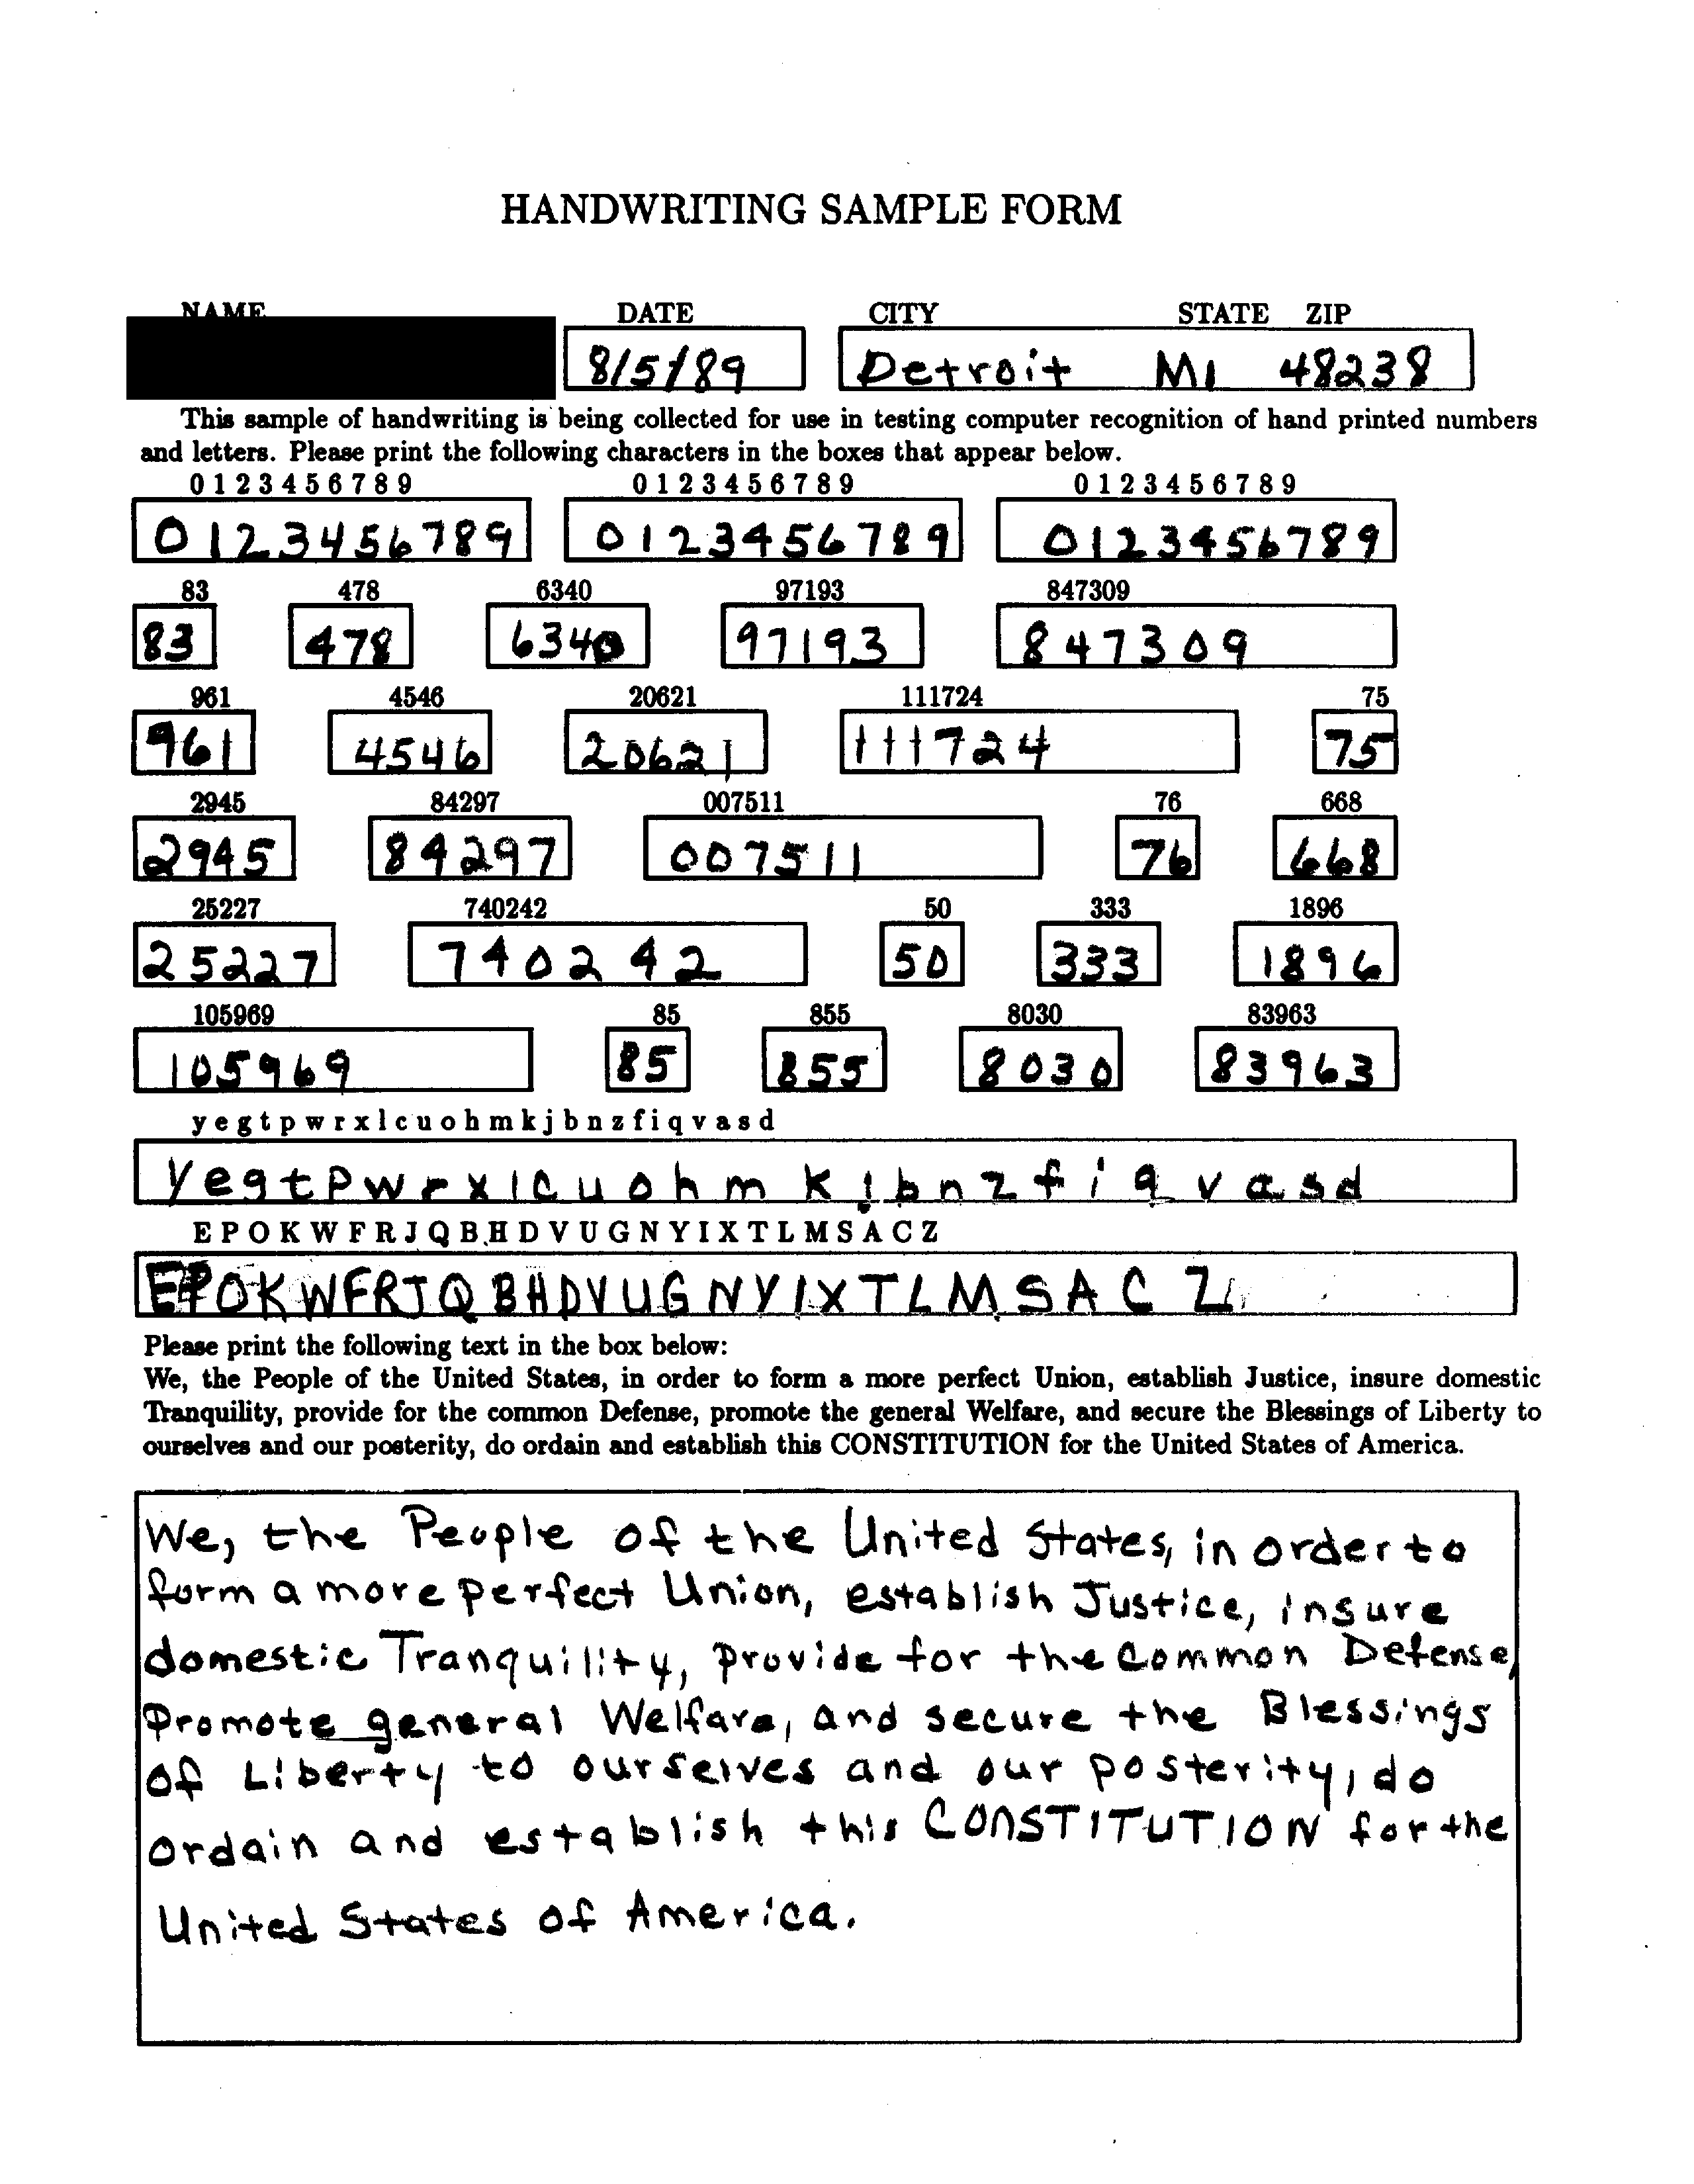 HANDWRITING SAMPLE FORM
NAME DATE CITY STATE ZIP
8/5/89 Detroit MI 48238
This sample of handwriting is being collected for use in testing computer recognition of hand printed numbers
and letters. Please print the following characters in the boxes that appear below.
0 1 2 3 4 5 6 7 8 9 0 1 2 3 4 5 6 7 8 9 0 1 2 3 4 5 6 7 8 9
0123456789 0123456789 0123456789
83 478 6340 97193 847309
83 478 6340 97193 847309
961 4546 20621 111724 75
961 4546 20621 111724 75
2945 84297 007511 76 668
2945 84297 007511 76 668
25227 740242 50 333 1896
25227 740242 50 333 1896
105969 85 855 8030 83963
105969 85 855 8030 83963
y e g t p w r x l c u o h m k j b n z f i q v a s d
y e g t p w r x l c u o h m k j b n z f i q v a s d
E P O K W F R J Q B H D V U G N Y I X T L M S A C Z
E P O K W F R J Q B H D V U G N Y I X T L M S A C Z
Please print the following text in the box below:
We, the People of the United States, in order to form a more perfect Union, establish Justice, insure domestic
Tranquility, provide for the common Defense, promote the general Welfare, and secure the Blessings of Liberty to
ourselves and our posterity, do ordain and establish this CONSTITUTION for the United States of America.
We, the People of the United States, in order to
form a more perfect Union, establish Justice, insure
domestic Tranquility, provide for the common Defense,
promote general Welfare, and secure the Blessings
of Liberty to ourselves and our posterity, do
ordain and establish this CONSTITUTION for the
United States of America.